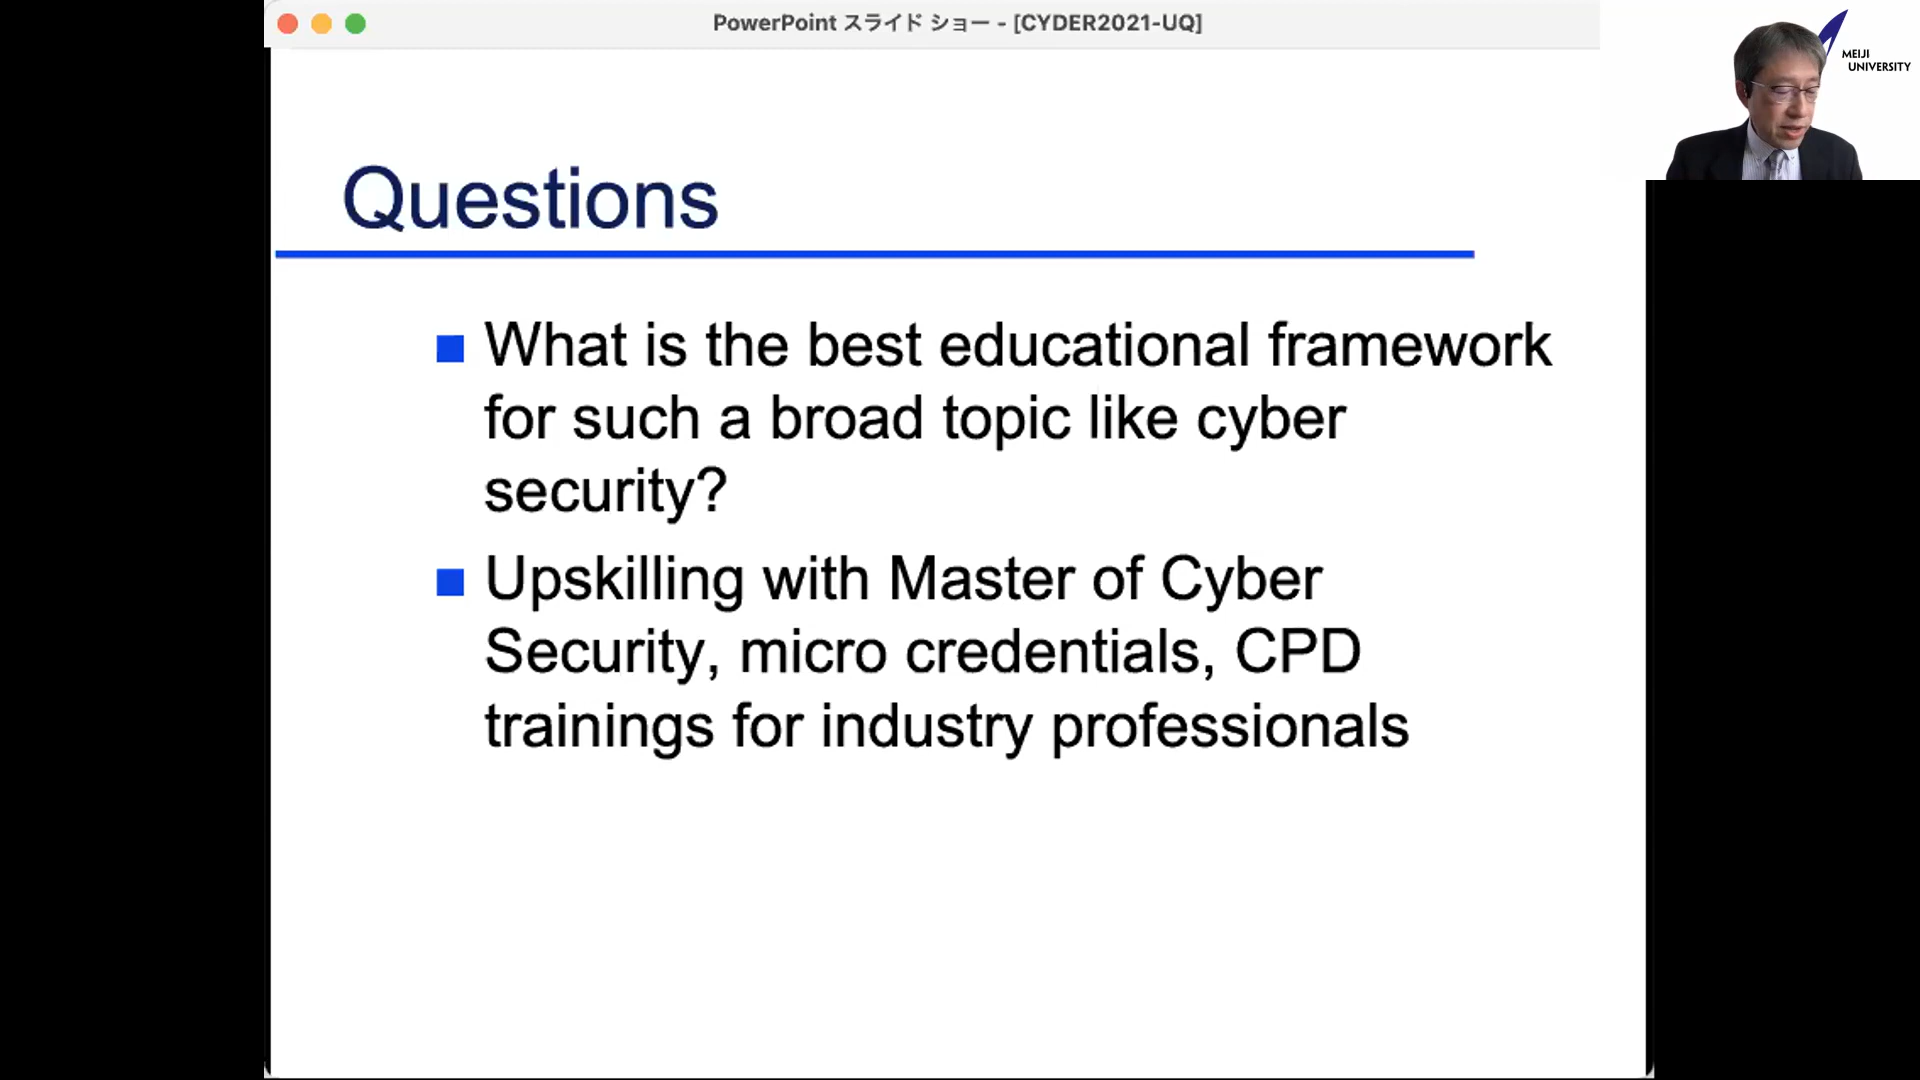 PowerPoint スライド ショー - [CYDER2021-UQ]
MEIJI
UNIVERSITY
Questions
What is the best educational framework
for such a broad topic like cyber
security?
Upskilling with Master of Cyber
Security, micro credentials, CPD
trainings for industry professionals